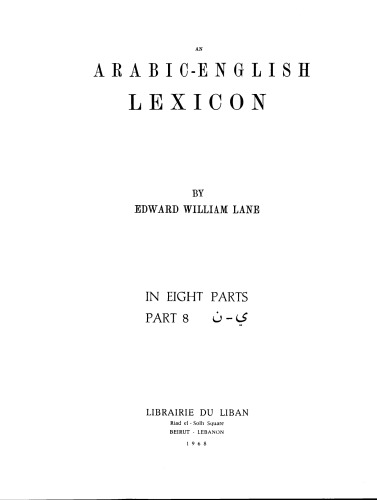 AN
ARABIC-ENGLISH
LEXICON
BY
EDWARD WILLIAM LANE
IN EIGHT PARTS
PART 8 ن - ي
LIBRAIRIE DU LIBAN
Riad el-Solh Square
BEIRUT - LEBANON
1968